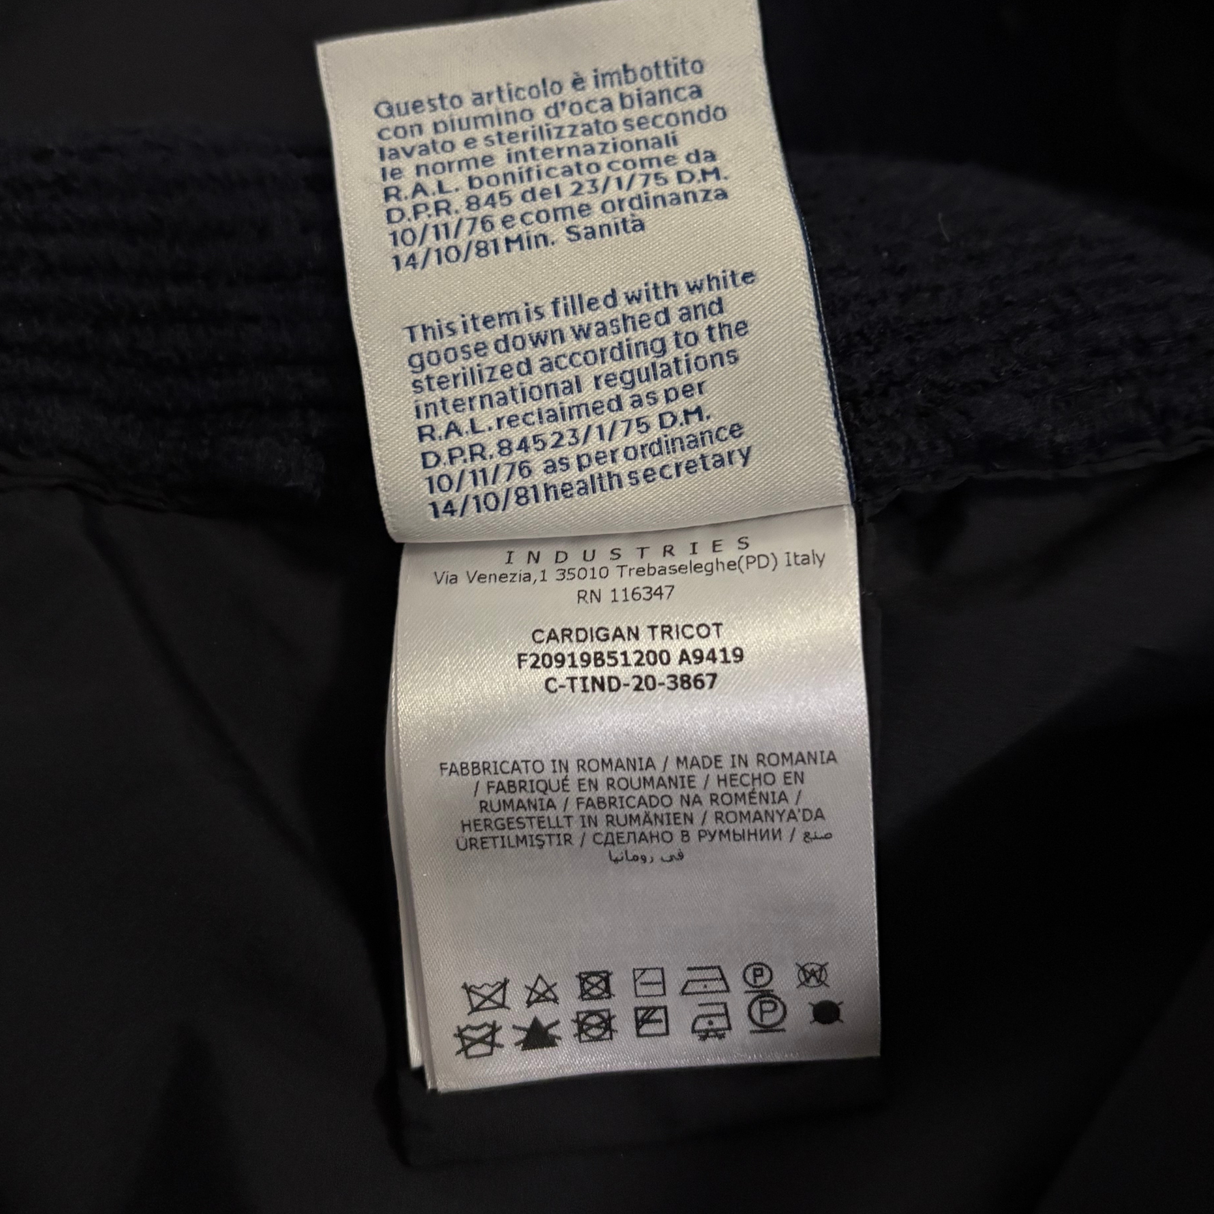 Questo articolo è imbottito
con piumino d'oca bianca
lavato e sterilizzato secondo
le norme internazionali
R.A.L. bonificato come da
D.P.R. 845 del 23/1/75 D.M.
10/11/76 e come ordinanza
14/10/81 Min. Sanità
This item is filled with white
goose down washed and
sterilized according to the
international regulations
R.A.L. reclaimed as per
D.P.R. 845 23/1/75 D.M.
10/11/76 as per ordinance
14/10/81 health secretary
INDUSTRIES
Via Venezia,1 35010 Trebaseleghe(PD) Italy
RN 116347
CARDIGAN TRICOT
F20919B51200 A9419
C-TIND-20-3867
FABBRICATO IN ROMANIA / MADE IN ROMANIA
/ FABRIQUÉ EN ROUMANIE / HECHO EN
RUMANIA / FABRICADO NA ROMÉNIA /
HERGESTELLT IN RUMÄNIEN / ROMANYA'DA
ÜRETILMIŞTIR / СДЕЛАНО В РУМЫНИИ / صنع
في رومانيا
P W
P